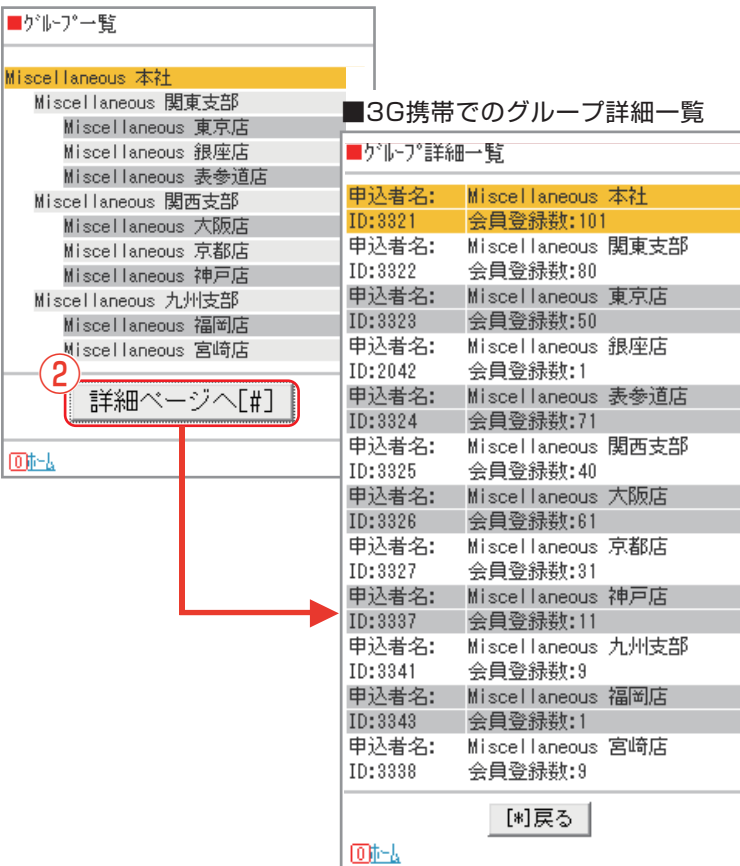 ■ｸﾞﾙｰﾌﾟ一覧
Miscellaneous 本社
Miscellaneous 関東支部
Miscellaneous 東京店
Miscellaneous 銀座店
Miscellaneous 表参道店
Miscellaneous 関西支部
Miscellaneous 大阪店
Miscellaneous 京都店
Miscellaneous 神戸店
Miscellaneous 九州支部
Miscellaneous 福岡店
Miscellaneous 宮崎店
②
詳細ページへ[#]
0ﾎｰﾑ
■3G携帯でのグループ詳細一覧
■ｸﾞﾙｰﾌﾟ詳細一覧
申込者名: Miscellaneous 本社
ID:3321 会員登録数:101
申込者名: Miscellaneous 関東支部
ID:3322 会員登録数:80
申込者名: Miscellaneous 東京店
ID:3323 会員登録数:50
申込者名: Miscellaneous 銀座店
ID:2042 会員登録数:1
申込者名: Miscellaneous 表参道店
ID:3324 会員登録数:71
申込者名: Miscellaneous 関西支部
ID:3325 会員登録数:40
申込者名: Miscellaneous 大阪店
ID:3326 会員登録数:61
申込者名: Miscellaneous 京都店
ID:3327 会員登録数:31
申込者名: Miscellaneous 神戸店
ID:3337 会員登録数:11
申込者名: Miscellaneous 九州支部
ID:3341 会員登録数:9
申込者名: Miscellaneous 福岡店
ID:3343 会員登録数:1
申込者名: Miscellaneous 宮崎店
ID:3338 会員登録数:9
[*]戻る
0ﾎｰﾑ